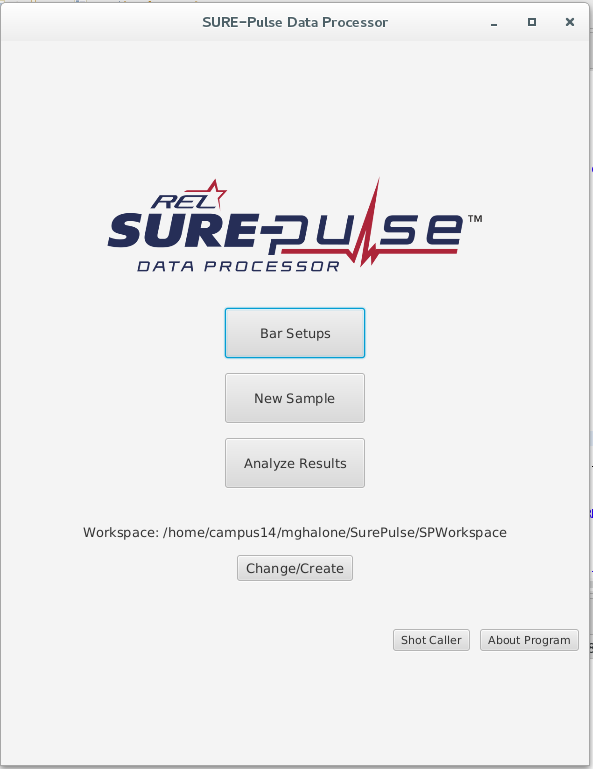 SURE-Pulse Data Processor
REL
SURE-pulse™
DATA PROCESSOR
Bar Setups
New Sample
Analyze Results
Workspace: /home/campus14/mghalone/SurePulse/SPWorkspace
Change/Create
Shot Caller About Program